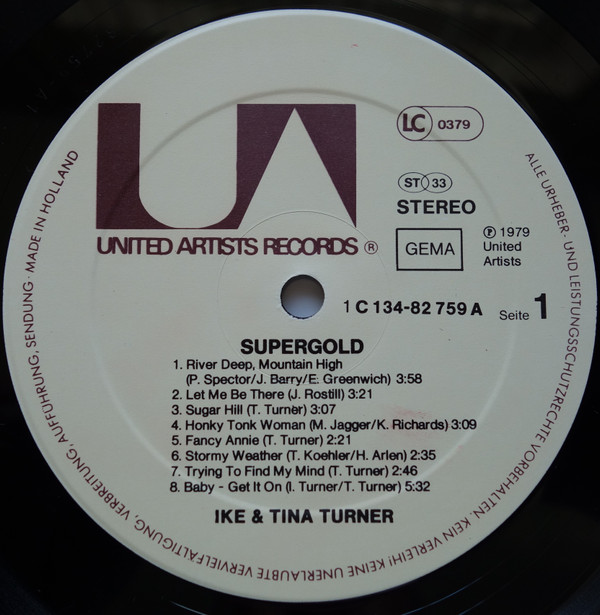 UA
UNITED ARTISTS RECORDS ®
LC 0379
ST 33
STEREO
GEMA
℗ 1979
United
Artists
1 C 134-82 759 A
Seite 1
SUPERGOLD
1. River Deep, Mountain High
(P. Spector/J. Barry/E. Greenwich) 3:58
2. Let Me Be There (J. Rostill) 3:21
3. Sugar Hill (T. Turner) 3:07
4. Honky Tonk Woman (M. Jagger/K. Richards) 3:09
5. Fancy Annie (T. Turner) 2:21
6. Stormy Weather (T. Koehler/H. Arlen) 2:35
7. Trying To Find My Mind (T. Turner) 2:46
8. Baby - Get It On (I. Turner/T. Turner) 5:32
IKE & TINA TURNER
ALLE URHEBER- UND LEISTUNGSSCHUTZRECHTE VORBEHALTEN. KEIN VERLEIH! KEINE UNERLAUBTE VERVIELFÄLTIGUNG, VERBREITUNG, AUFFÜHRUNG, SENDUNG · MADE IN HOLLAND